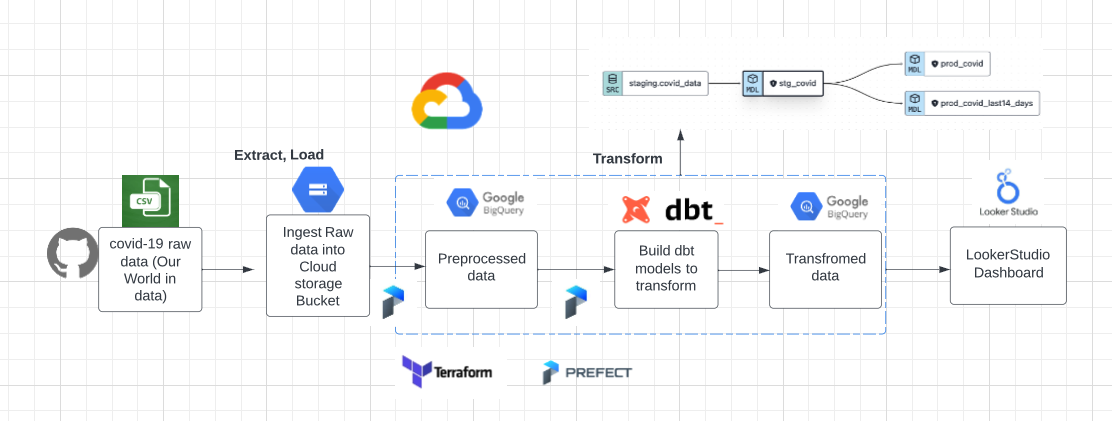 SRC
staging.covid_data
MDL
stg_covid
MDL
prod_covid
MDL
prod_covid_last14_days
Extract, Load
Transform
CSV
Google
BigQuery
dbt_
Google
BigQuery
Looker Studio
covid-19 raw
data (Our
World in
data)
Ingest Raw
data into
Cloud
storage
Bucket
Preprocessed
data
Build dbt
models to
transform
Transfromed
data
LookerStudio
Dashboard
Terraform
PREFECT